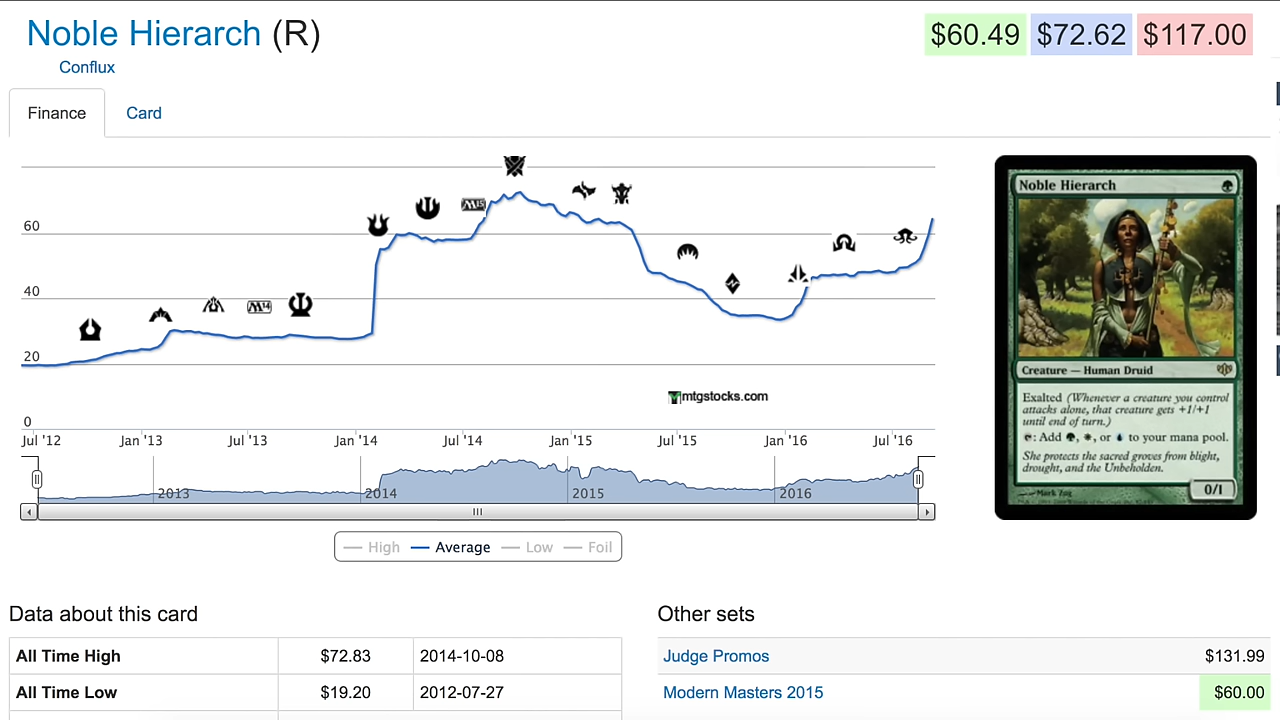 Noble Hierarch (R)
$60.49 $72.62 $117.00
Conflux
Finance Card
60
40
20
0
M15
M14
mtgstocks.com
Jul '12 Jan '13 Jul '13 Jan '14 Jul '14 Jan '15 Jul '15 Jan '16 Jul '16
2013 2014 2015 2016
High Average Low Foil
Noble Hierarch
Creature — Human Druid
Exalted (Whenever a creature you control
attacks alone, that creature gets +1/+1
until end of turn.)
: Add , , or to your mana pool.
She protects the sacred groves from blight,
drought, and the Unbeholden.
Mark Zug
0/1
Data about this card
All Time High $72.83 2014-10-08
All Time Low $19.20 2012-07-27
Other sets
Judge Promos $131.99
Modern Masters 2015 $60.00